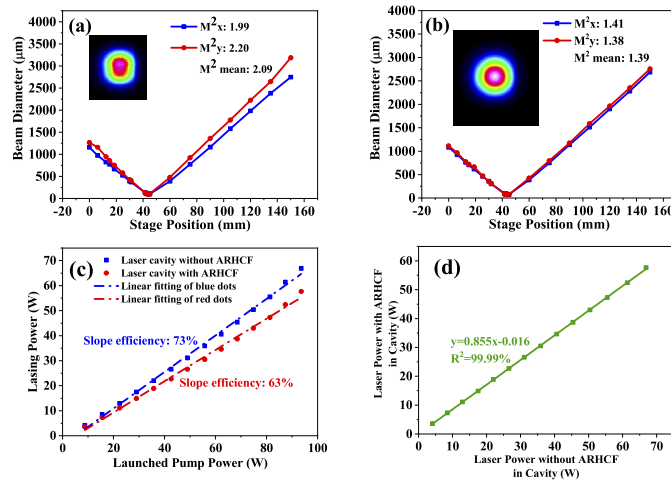 (a)
M²x: 1.99
M²y: 2.20
M² mean: 2.09
Beam Diameter (μm)
4000
3500
3000
2500
2000
1500
1000
500
0
-20 0 20 40 60 80 100 120 140 160
Stage Position (mm)
(b)
M²x: 1.41
M²y: 1.38
M² mean: 1.39
Beam Diameter (μm)
4000
3500
3000
2500
2000
1500
1000
500
0
-20 0 20 40 60 80 100 120 140 160
Stage Position (mm)
(c)
Laser cavity without ARHCF
Laser cavity with ARHCF
Linear fitting of blue dots
Linear fitting of red dots
Slope efficiency: 73%
Slope efficiency: 63%
Lasing Power (W)
70
60
50
40
30
20
10
0
0 20 40 60 80 100
Launched Pump Power (W)
(d)
y=0.855x-0.016
R²=99.99%
Laser Power with ARHCF
in Cavity (W)
60
50
40
30
20
10
0
0 10 20 30 40 50 60 70
Laser Power without ARHCF
in Cavity (W)